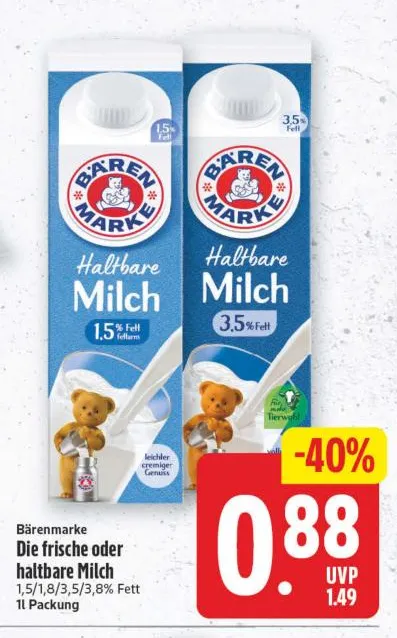 1,5%
Fett
BÄREN
MARKE
Haltbare
Milch
1,5% Fett
fettarm
leichter
cremiger
Genuss
3,5%
Fett
BÄREN
MARKE
Haltbare
Milch
3,5% Fett
Für
mehr
Tierwohl
-40%
0.88
UVP
1.49
Bärenmarke
Die frische oder
haltbare Milch
1,5/1,8/3,5/3,8% Fett
1l Packung